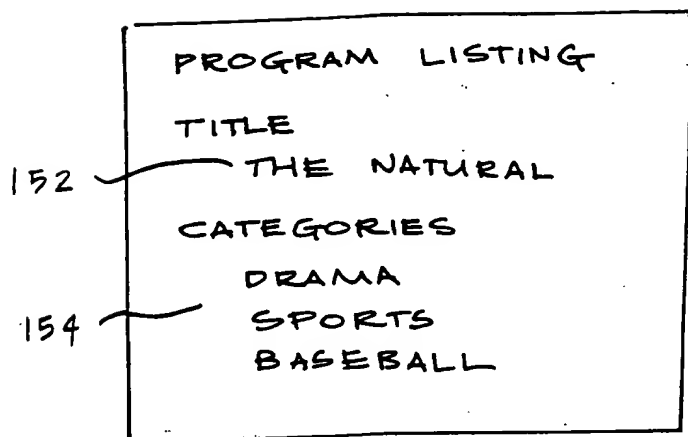 PROGRAM LISTING
TITLE
152 THE NATURAL
CATEGORIES
DRAMA
154 SPORTS
BASEBALL